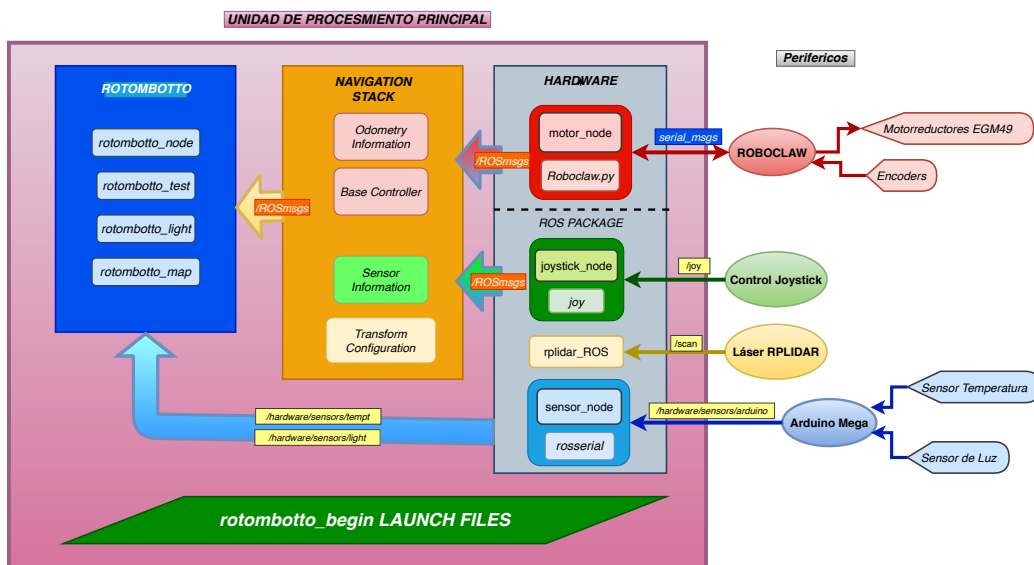 UNIDAD DE PROCESMIENTO PRINCIPAL
ROTOMBOTTO
rotombotto_node
rotombotto_test
rotombotto_light
rotombotto_map
/ROSmsgs
NAVIGATION
STACK
Odometry
Information
Base Controller
Sensor
Information
Transform
Configuration
/ROSmsgs
/ROSmsgs
HARDWARE
motor_node
Roboclaw.py
ROS PACKAGE
joystick_node
joy
rplidar_ROS
sensor_node
rosserial
/hardware/sensors/tempt
/hardware/sensors/light
rotombotto_begin LAUNCH FILES
Perifericos
serial_msgs
ROBOCLAW
Motorreductores EGM49
Encoders
/joy
Control Joystick
/scan
Láser RPLIDAR
/hardware/sensors/arduino
Arduino Mega
Sensor Temperatura
Sensor de Luz